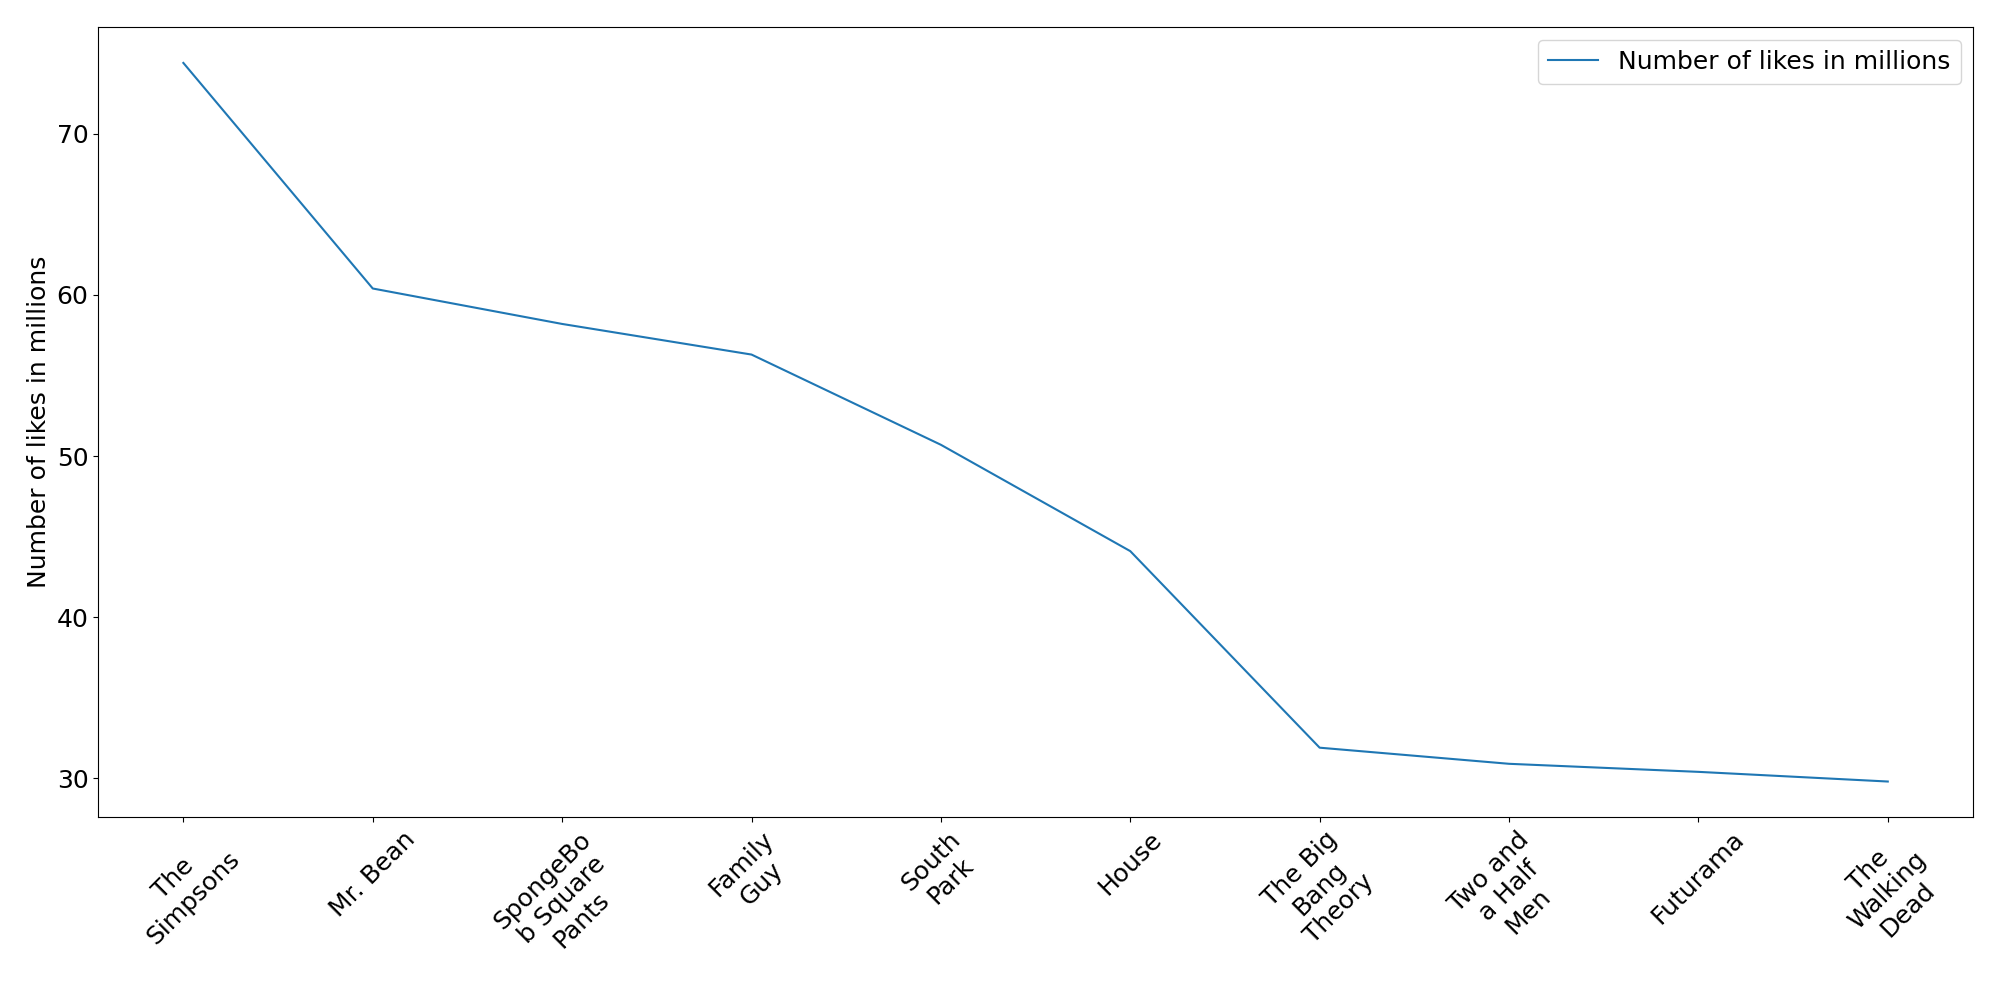 Number of likes in millions
70
60
50
40
30
Number of likes in millions
The
Simpsons
Mr. Bean
SpongeBo
b Square
Pants
Family
Guy
South
Park
House
The Big
Bang
Theory
Two and
a Half
Men
Futurama
The
Walking
Dead